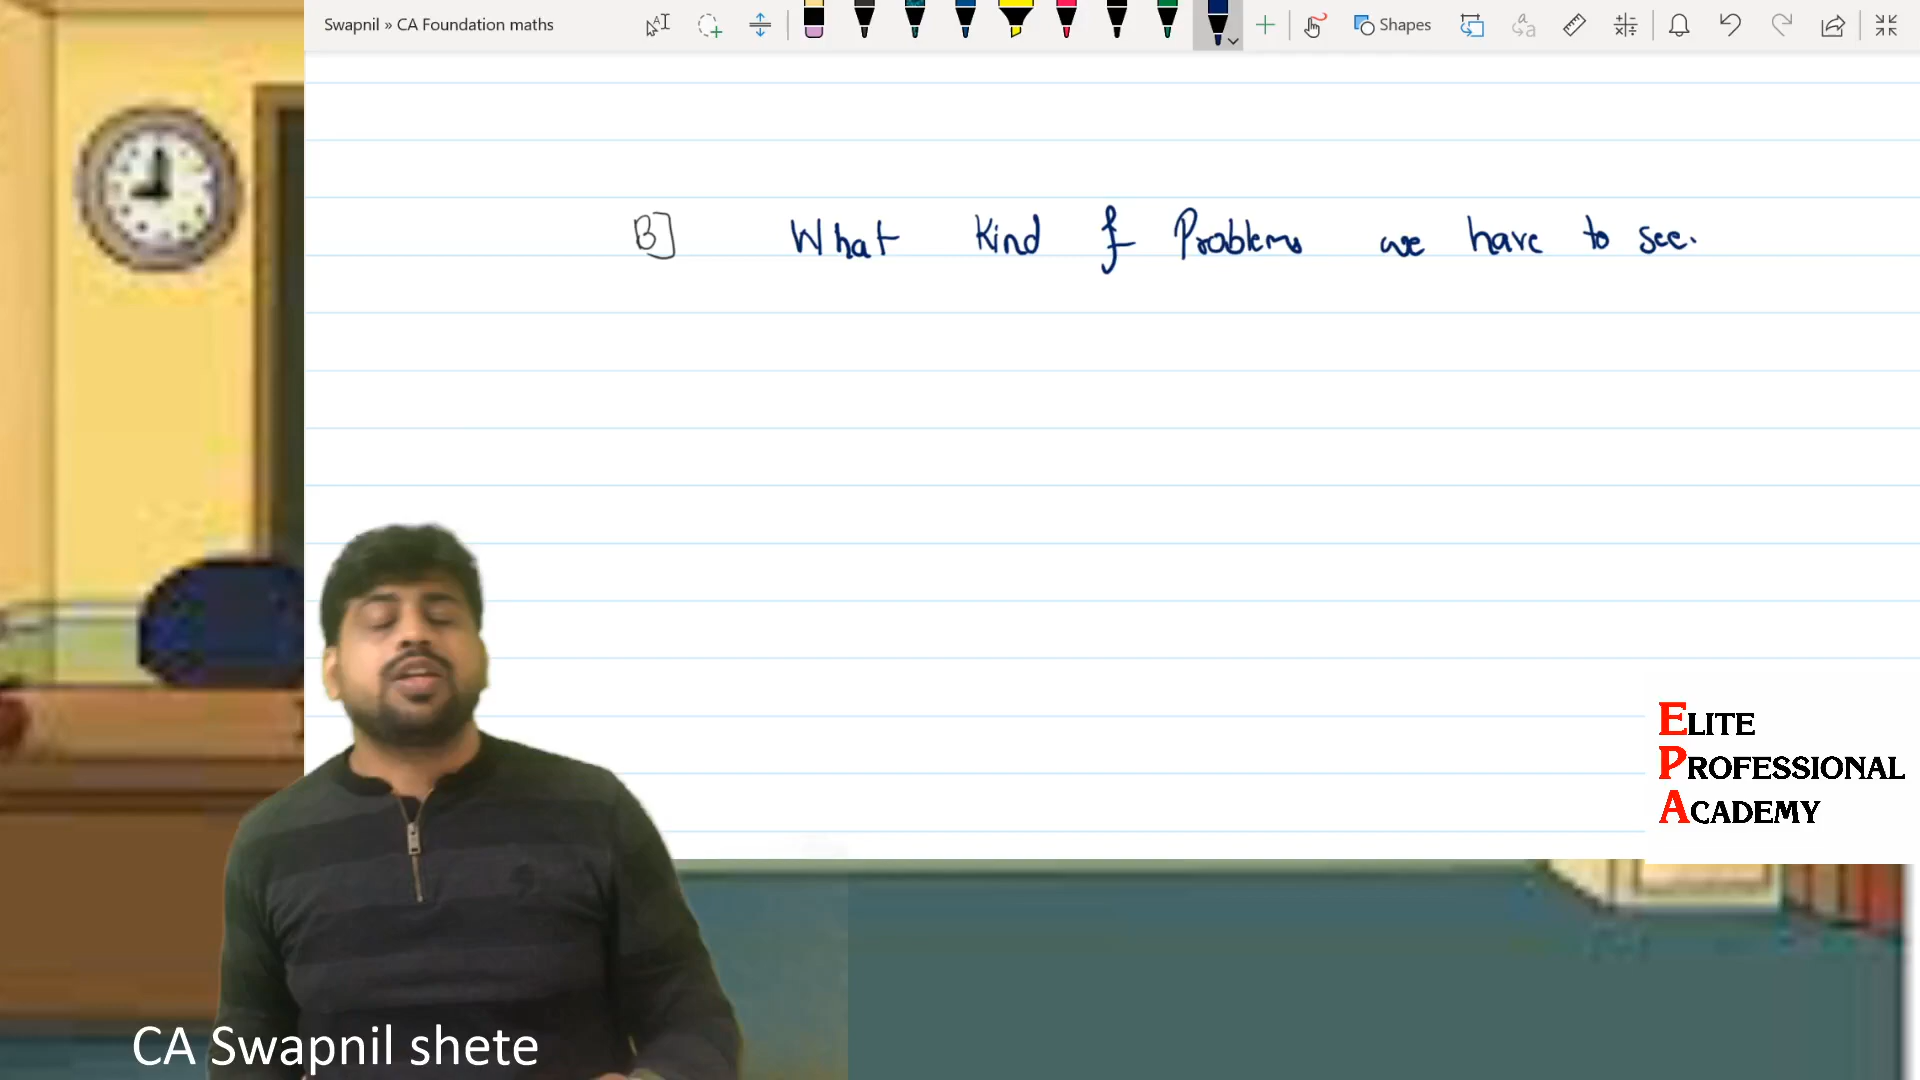 Swapnil » CA Foundation maths
Shapes
B] What Kind of Problems we have to see.
ELITE
PROFESSIONAL
ACADEMY
CA Swapnil shete